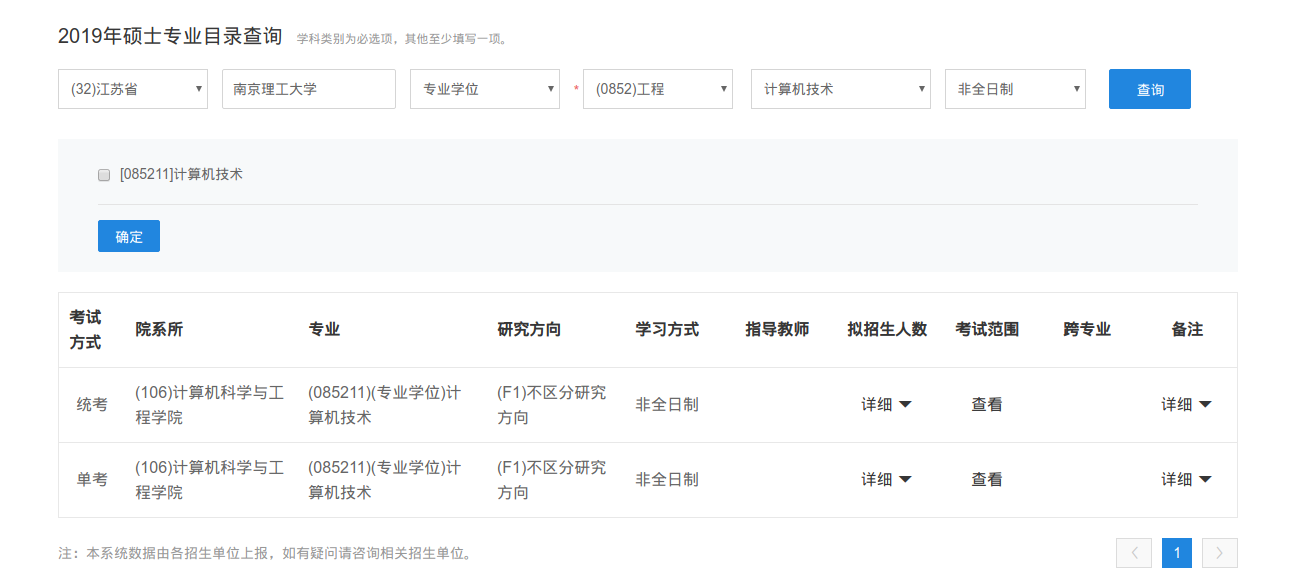 2019年硕士专业目录查询 学科类别为必选项，其他至少填写一项。
(32)江苏省 南京理工大学 专业学位 * (0852)工程 计算机技术 非全日制 查询
[085211]计算机技术
确定
考试方式 院系所 专业 研究方向 学习方式 指导教师 拟招生人数 考试范围 跨专业 备注
统考 (106)计算机科学与工程学院 (085211)(专业学位)计算机技术 (F1)不区分研究方向 非全日制 详细 查看 详细
单考 (106)计算机科学与工程学院 (085211)(专业学位)计算机技术 (F1)不区分研究方向 非全日制 详细 查看 详细
注：本系统数据由各招生单位上报，如有疑问请咨询相关招生单位。 1